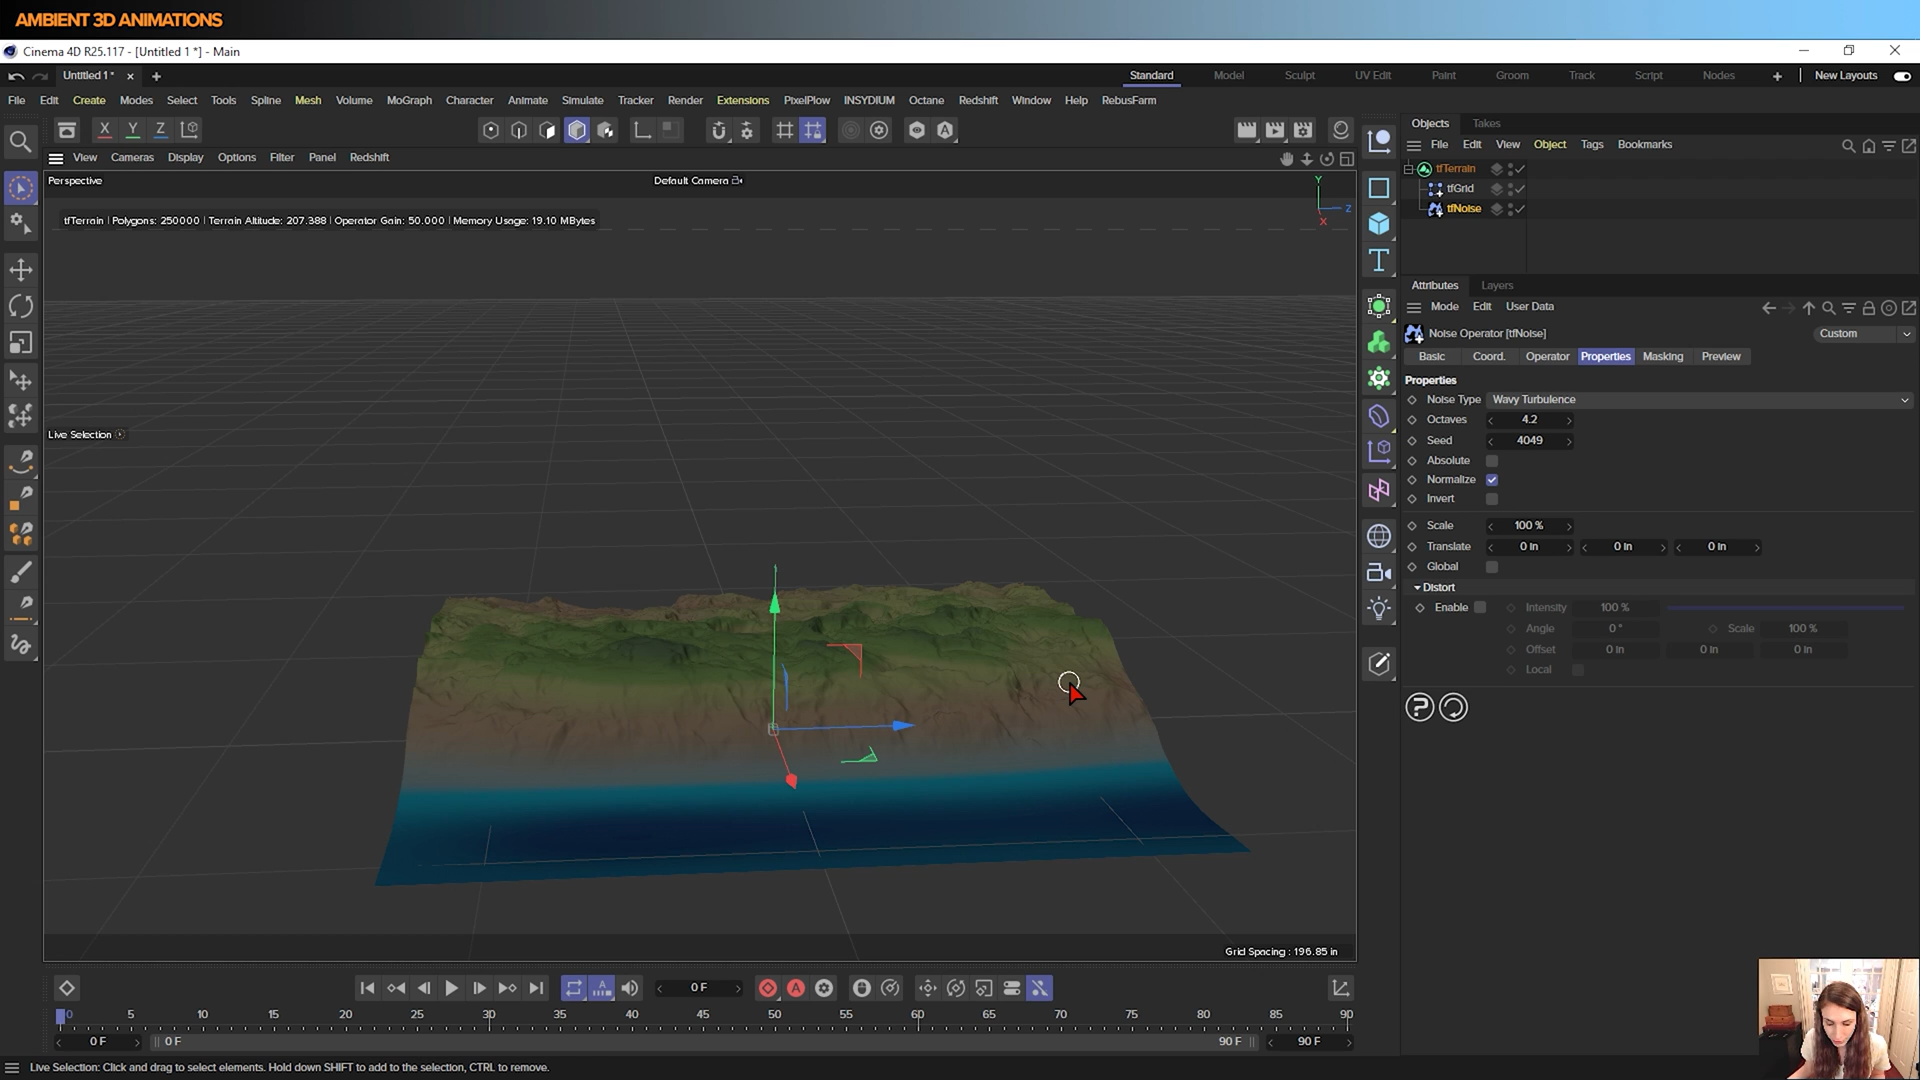 AMBIENT 3D ANIMATIONS
Cinema 4D R25.117 - [Untitled 1 *] - Main
Untitled 1 *
Standard Model Sculpt UV Edit Paint Groom Track Script Nodes New Layouts
File Edit Create Modes Select Tools Spline Mesh Volume MoGraph Character Animate Simulate Tracker Render Extensions PixelPlow INSYDIUM Octane Redshift Window Help RebusFarm
X Y Z
View Cameras Display Options Filter Panel Redshift
Perspective
Default Camera
tfTerrain | Polygons: 250000 | Terrain Altitude: 207.388 | Operator Gain: 50.000 | Memory Usage: 19.10 MBytes
Y
Z
X
Live Selection
Grid Spacing : 196.85 in
Objects Takes
File Edit View Object Tags Bookmarks
tfTerrain
tfGrid
tfNoise
Attributes Layers
Mode Edit User Data
Noise Operator [tfNoise]
Custom
Basic Coord. Operator Properties Masking Preview
Properties
Noise Type Wavy Turbulence
Octaves 4.2
Seed 4049
Absolute
Normalize
Invert
Scale 100 %
Translate 0 in 0 in 0 in
Global
Distort
Enable Intensity 100 %
Angle 0 ° Scale 100 %
Offset 0 in 0 in 0 in
Local
0 F
0 5 10 15 20 25 30 35 40 45 50 55 60 65 70 75 80 85 90
0 F 0 F 90 F 90 F
Live Selection: Click and drag to select elements. Hold down SHIFT to add to the selection, CTRL to remove.